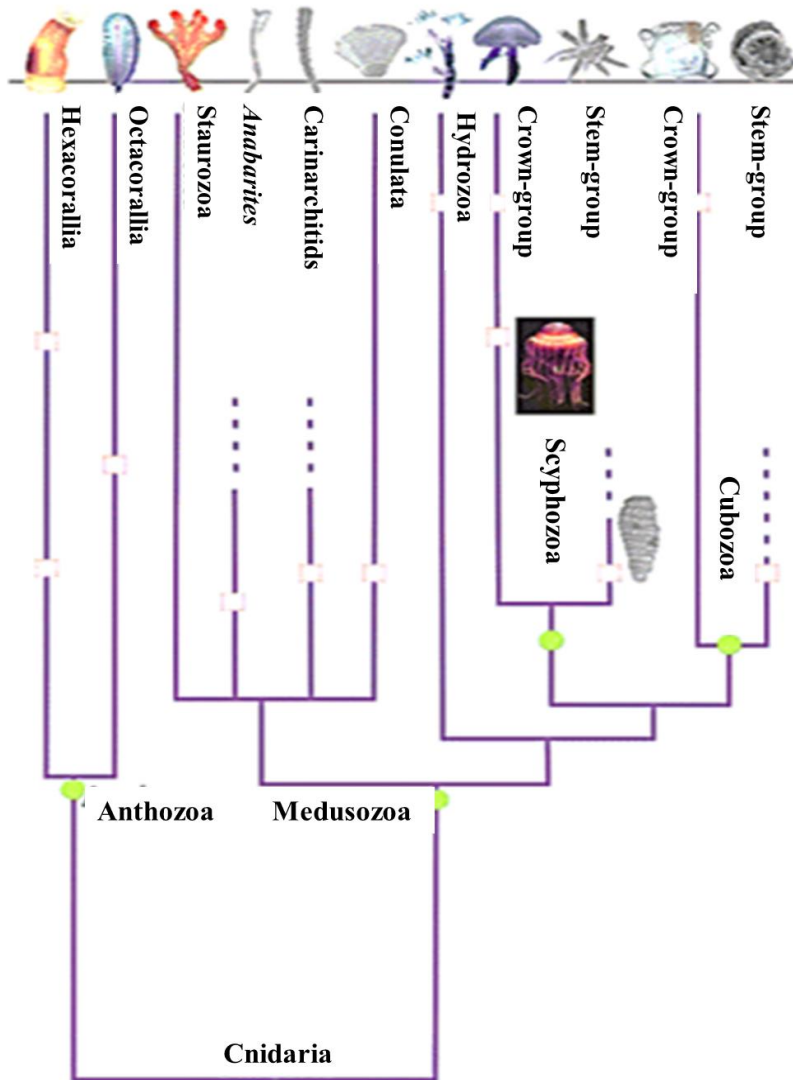 Hexacorallia
Octacorallia
Staurozoa
Anabarites
Carinarchitids
Conulata
Hydrozoa
Crown-group
Stem-group
Crown-group
Stem-group
Scyphozoa
Cubozoa
Anthozoa
Medusozoa
Cnidaria